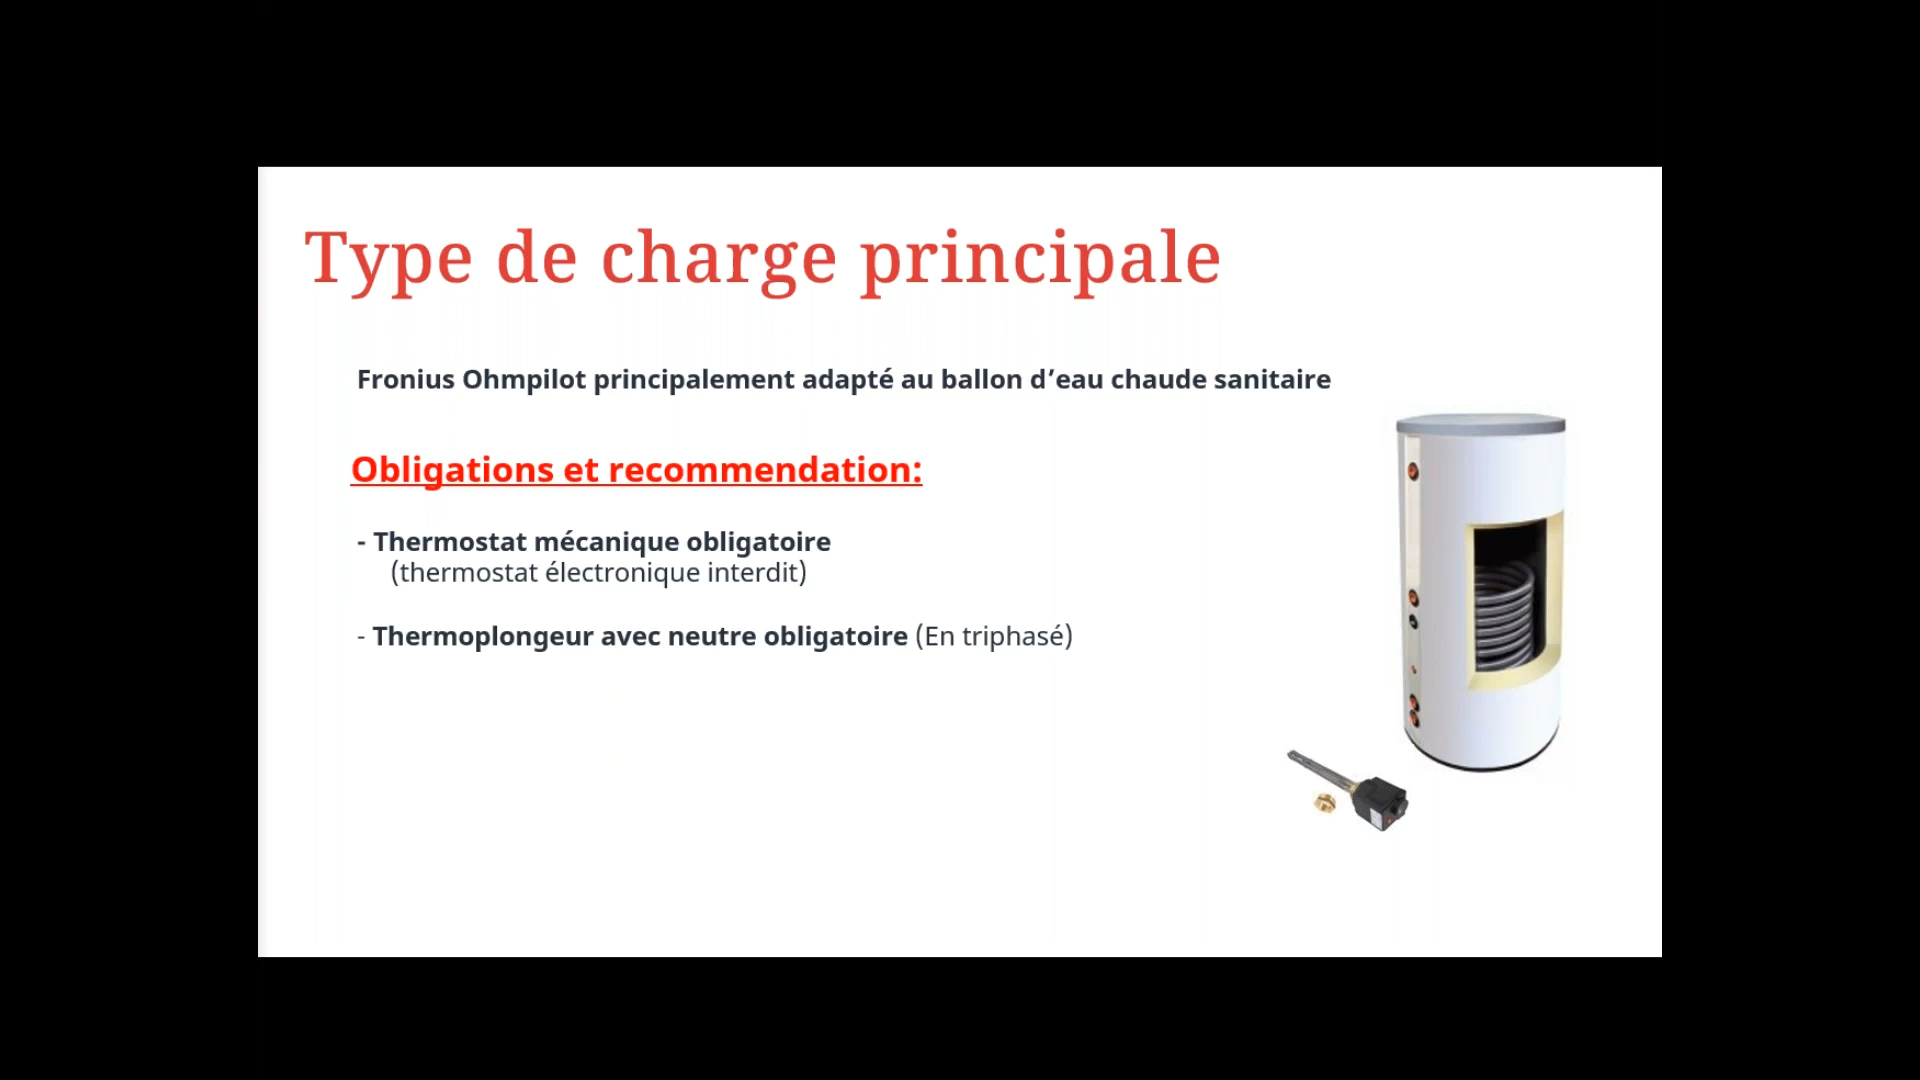 Type de charge principale
Fronius Ohmpilot principalement adapté au ballon d’eau chaude sanitaire
Obligations et recommendation:
- Thermostat mécanique obligatoire
(thermostat électronique interdit)
- Thermoplongeur avec neutre obligatoire (En triphasé)